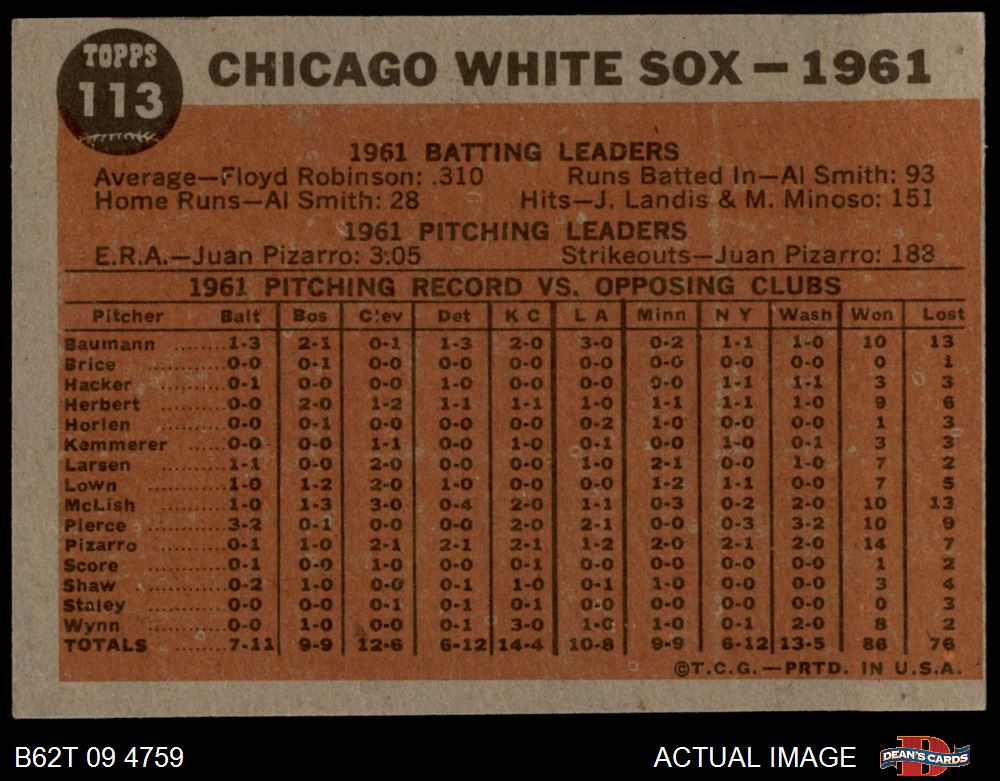 TOPPS
113
CHICAGO WHITE SOX – 1961
1961 BATTING LEADERS
Average—Floyd Robinson: .310 Runs Batted In—Al Smith: 93
Home Runs—Al Smith: 28 Hits—J. Landis & M. Minoso: 151
1961 PITCHING LEADERS
E.R.A.—Juan Pizarro: 3.05 Strikeouts—Juan Pizarro: 188
1961 PITCHING RECORD VS. OPPOSING CLUBS
Pitcher Balt Bos Clev Det K C L A Minn N Y Wash Won Lost
Baumann ........1-3 2-1 0-1 1-3 2-0 3-0 0-2 1-1 1-0 10 13
Brice ..........0-0 0-1 0-0 0-0 0-0 0-0 0-0 0-0 0-0 0 1
Hacker ..........0-1 0-0 0-0 1-0 0-0 0-0 0-0 1-1 1-1 3 3
Herbert ..........0-0 2-0 1-2 1-1 1-1 1-0 1-1 1-1 1-0 9 6
Horlen ..........0-0 0-1 0-0 0-0 0-0 0-2 1-0 0-0 0-0 1 3
Kemmerer ........0-0 0-0 1-1 0-0 1-0 0-1 0-0 1-0 0-1 3 3
Larsen ..........1-1 0-0 2-0 0-0 0-0 1-0 2-1 0-0 1-0 7 2
Lown ..........1-0 1-2 2-0 1-0 0-0 0-0 1-2 1-1 0-0 7 5
McLish ..........1-0 1-3 3-0 0-4 2-0 1-1 0-3 0-2 2-0 10 13
Pierce ..........3-2 0-1 0-0 0-0 2-0 2-1 0-0 0-3 3-2 10 9
Pizarro ..........0-1 1-0 2-1 2-1 2-1 1-2 2-0 2-1 2-0 14 7
Score ..........0-1 0-0 1-0 0-0 0-1 0-0 0-0 0-0 0-0 1 2
Shaw ..........0-2 1-0 0-0 0-1 1-0 0-1 1-0 0-0 0-0 3 4
Staley ..........0-0 0-0 0-1 0-1 0-1 0-0 0-0 0-0 0-0 0 3
Wynn ..........0-0 1-0 0-0 0-1 3-0 1-0 1-0 0-1 2-0 8 2
TOTALS ..........7-11 9-9 12-6 6-12 14-4 10-8 9-9 6-12 13-5 86 76
©T.C.G.—PRTD. IN U.S.A.
B62T 09 4759 ACTUAL IMAGE DEAN'S CARDS